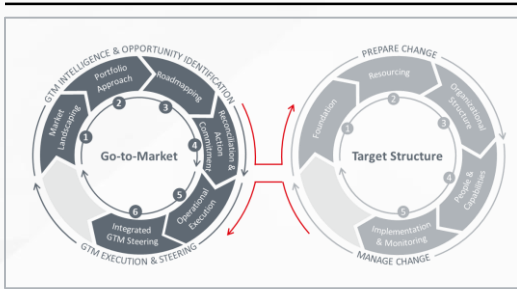 GTM INTELLIGENCE & OPPORTUNITY IDENTIFICATION
Market
Landscaping
1
Portfolio
Approach
2
Roadmapping
3
Reconciliation &
Action
Commitment
4
Operational
Execution
5
Integrated
GTM Steering
6
Go-to-Market
GTM EXECUTION & STEERING
PREPARE CHANGE
Foundation
1
Resourcing
2
Organizational
Structure
3
People &
Capabilities
4
Implementation
& Monitoring
5
Target Structure
MANAGE CHANGE